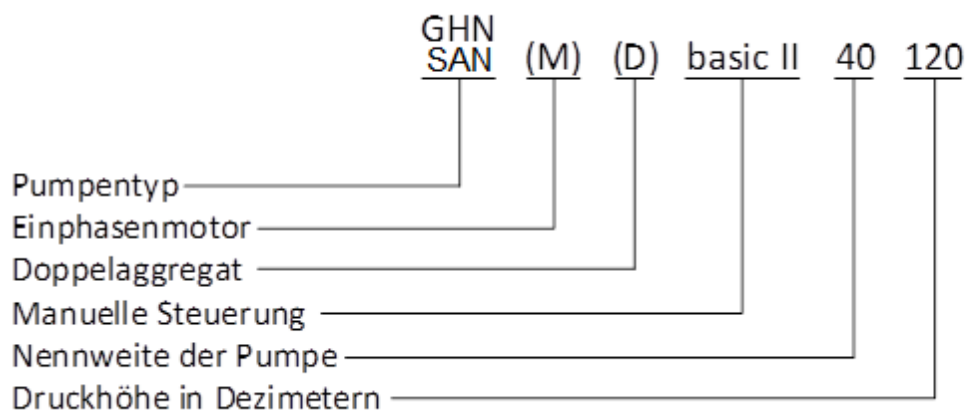 GHN
SAN (M) (D) basic II 40 120
Pumpentyp
Einphasenmotor
Doppelaggregat
Manuelle Steuerung
Nennweite der Pumpe
Druckhöhe in Dezimetern